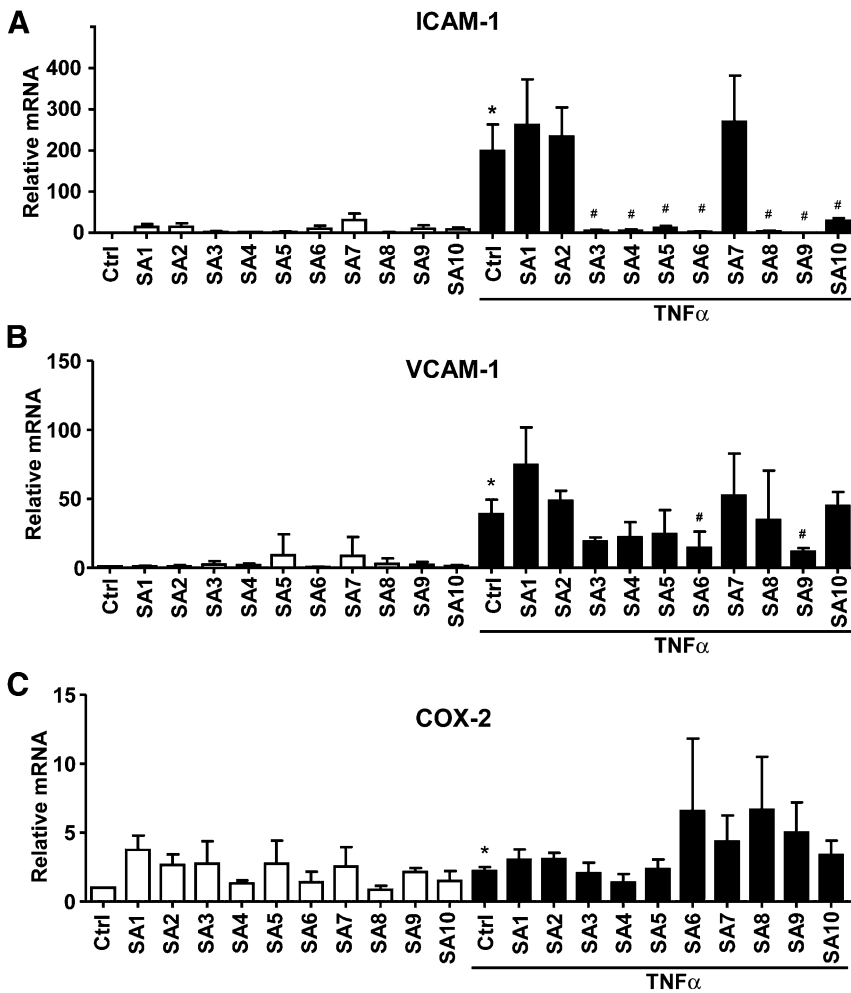 A
ICAM-1
Relative mRNA
400
300
200
100
0
*
# # # # # # #
Ctrl SA1 SA2 SA3 SA4 SA5 SA6 SA7 SA8 SA9 SA10 Ctrl SA1 SA2 SA3 SA4 SA5 SA6 SA7 SA8 SA9 SA10
TNFα
B
VCAM-1
Relative mRNA
150
100
50
0
*
# #
Ctrl SA1 SA2 SA3 SA4 SA5 SA6 SA7 SA8 SA9 SA10 Ctrl SA1 SA2 SA3 SA4 SA5 SA6 SA7 SA8 SA9 SA10
TNFα
C
COX-2
Relative mRNA
15
10
5
0
*
Ctrl SA1 SA2 SA3 SA4 SA5 SA6 SA7 SA8 SA9 SA10 Ctrl SA1 SA2 SA3 SA4 SA5 SA6 SA7 SA8 SA9 SA10
TNFα